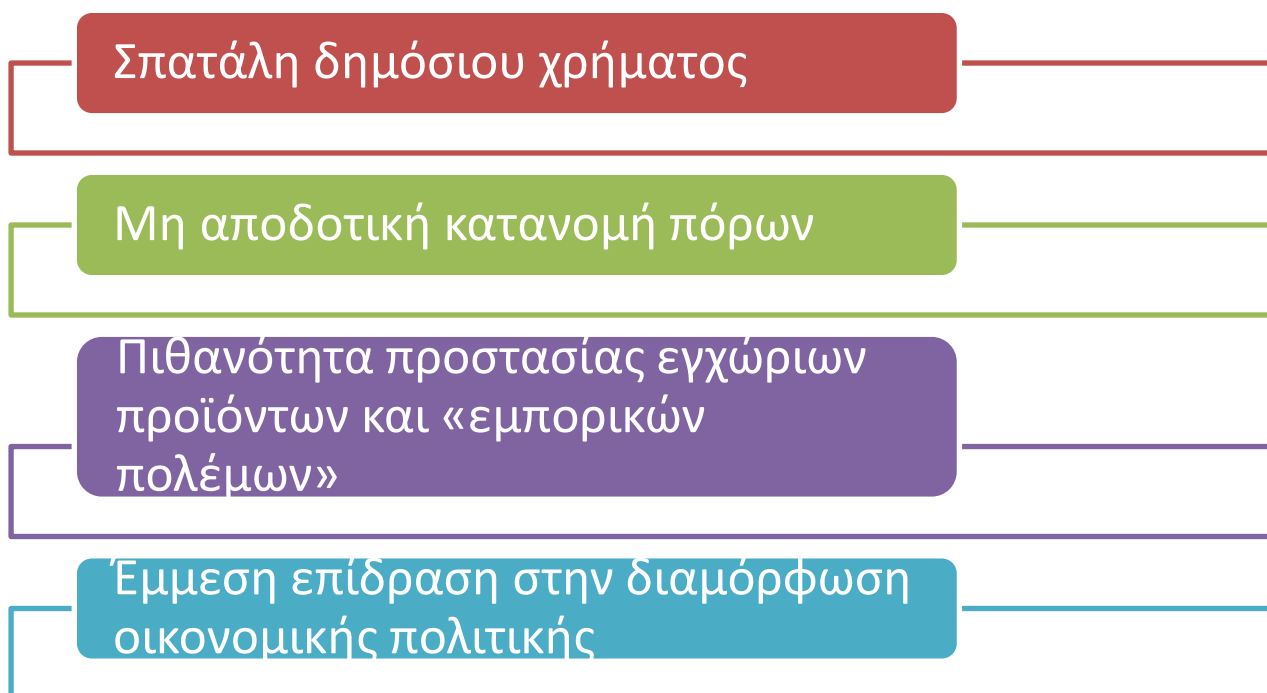 Σπατάλη δημόσιου χρήματος
Μη αποδοτική κατανομή πόρων
Πιθανότητα προστασίας εγχώριων
προϊόντων και «εμπορικών
πολέμων»
Έμμεση επίδραση στην διαμόρφωση
οικονομικής πολιτικής